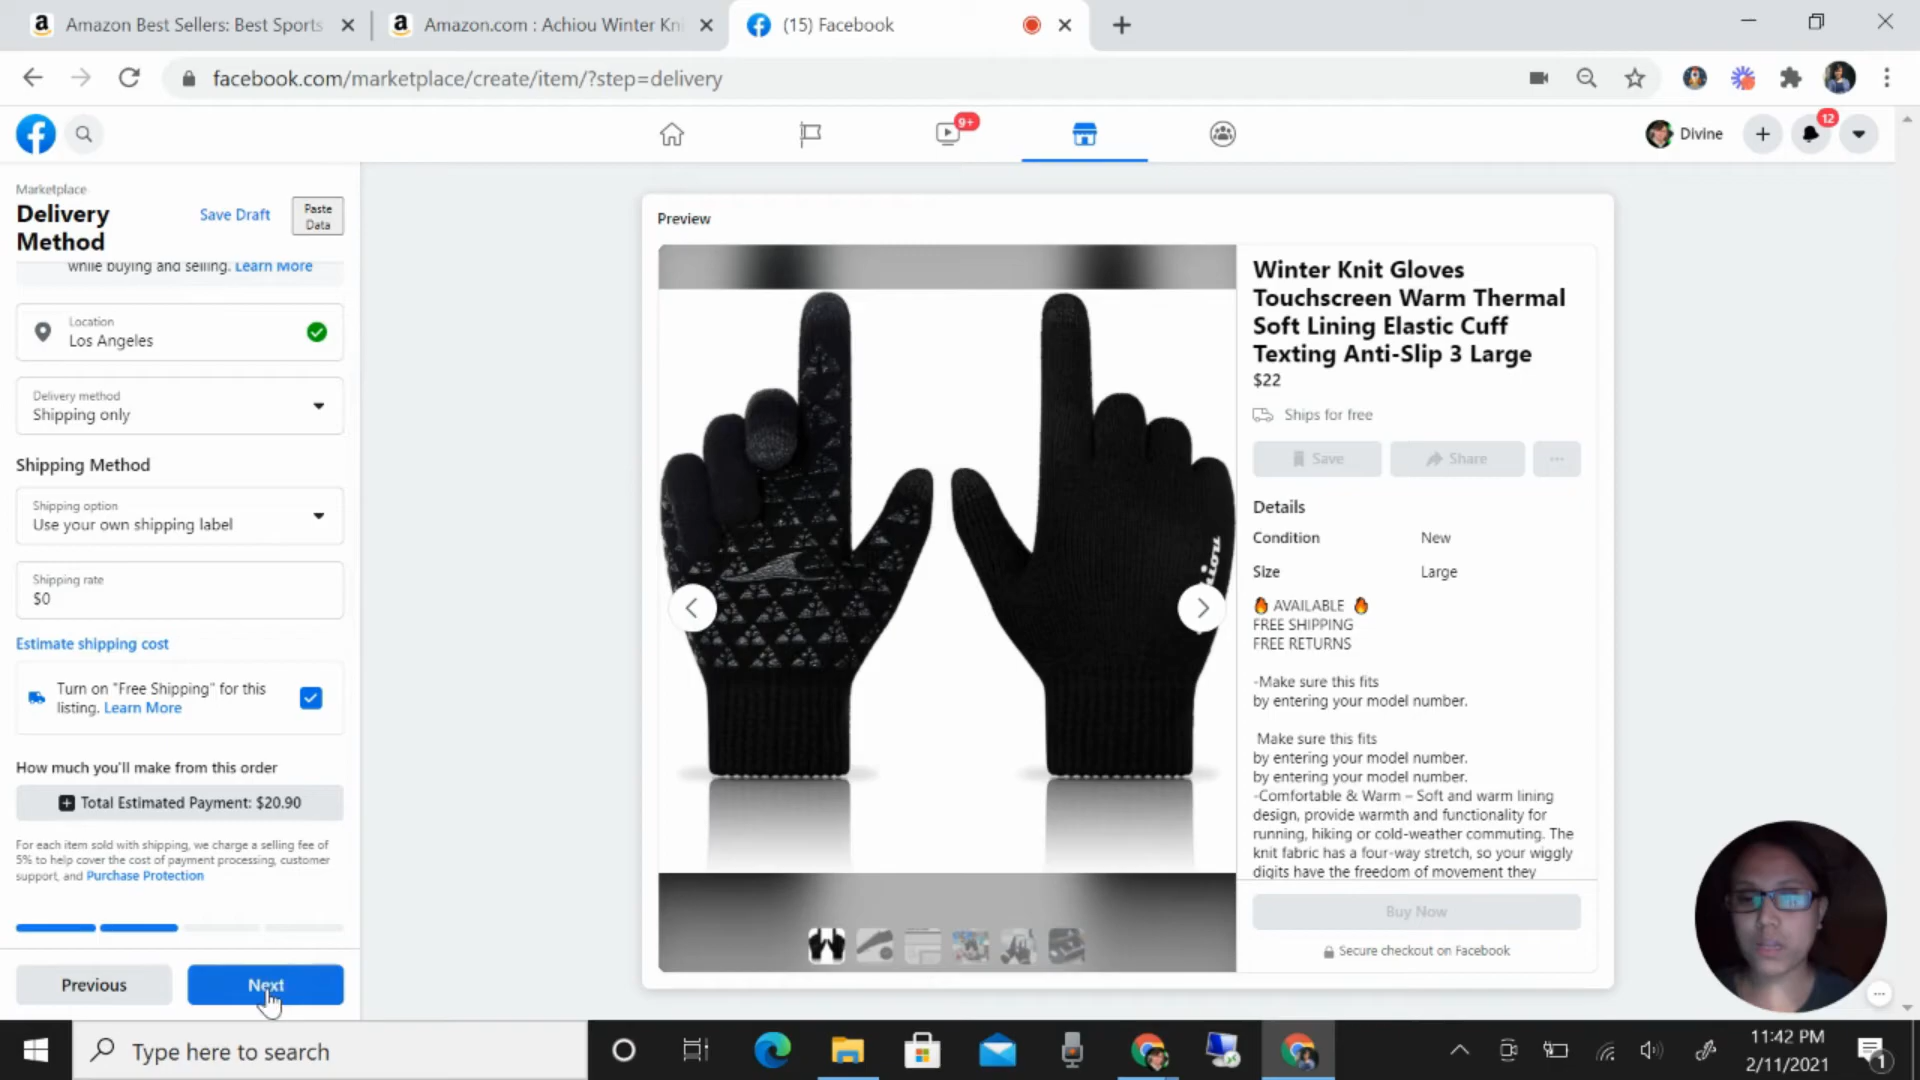 Amazon Best Sellers: Best Sports
Amazon.com : Achiou Winter Kni
(15) Facebook
facebook.com/marketplace/create/item/?step=delivery
9+
Divine
12
Marketplace
Delivery
Method
Save Draft
Paste
Data
while buying and selling. Learn More
Location
Los Angeles
Delivery method
Shipping only
Shipping Method
Shipping option
Use your own shipping label
Shipping rate
$0
Estimate shipping cost
Turn on "Free Shipping" for this
listing. Learn More
How much you'll make from this order
Total Estimated Payment: $20.90
For each item sold with shipping, we charge a selling fee of
5% to help cover the cost of payment processing, customer
support, and Purchase Protection
Previous
Next
Preview
Winter Knit Gloves
Touchscreen Warm Thermal
Soft Lining Elastic Cuff
Texting Anti-Slip 3 Large
$22
Ships for free
Save
Share
Details
Condition New
Size Large
🔥 AVAILABLE 🔥
FREE SHIPPING
FREE RETURNS
-Make sure this fits
by entering your model number.
Make sure this fits
by entering your model number.
by entering your model number.
-Comfortable & Warm – Soft and warm lining
design, provide warmth and functionality for
running, hiking or cold-weather commuting. The
knit fabric has a four-way stretch, so your wiggly
digits have the freedom of movement they
Buy Now
Secure checkout on Facebook
Type here to search
11:42 PM
2/11/2021
1